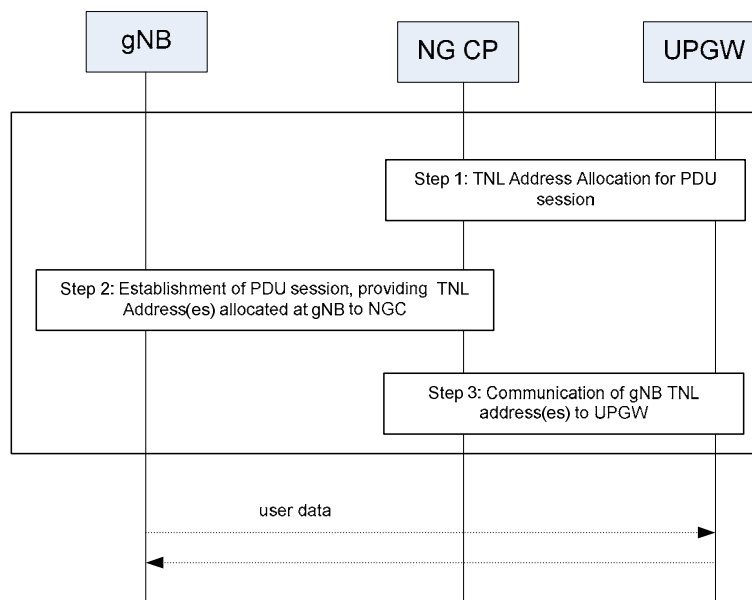 gNB
NG CP
UPGW
Step 1: TNL Address Allocation for PDU
session
Step 2: Establishment of PDU session, providing TNL
Address(es) allocated at gNB to NGC
Step 3: Communication of gNB TNL
address(es) to UPGW
user data